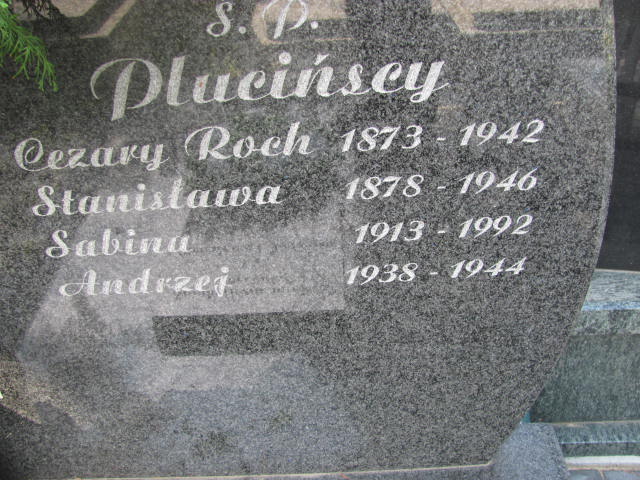 Ś. P.
Plucińscy
Cezary Roch 1873 - 1942
Stanisława 1878 - 1946
Sabina 1913 - 1992
Andrzej 1938 - 1944